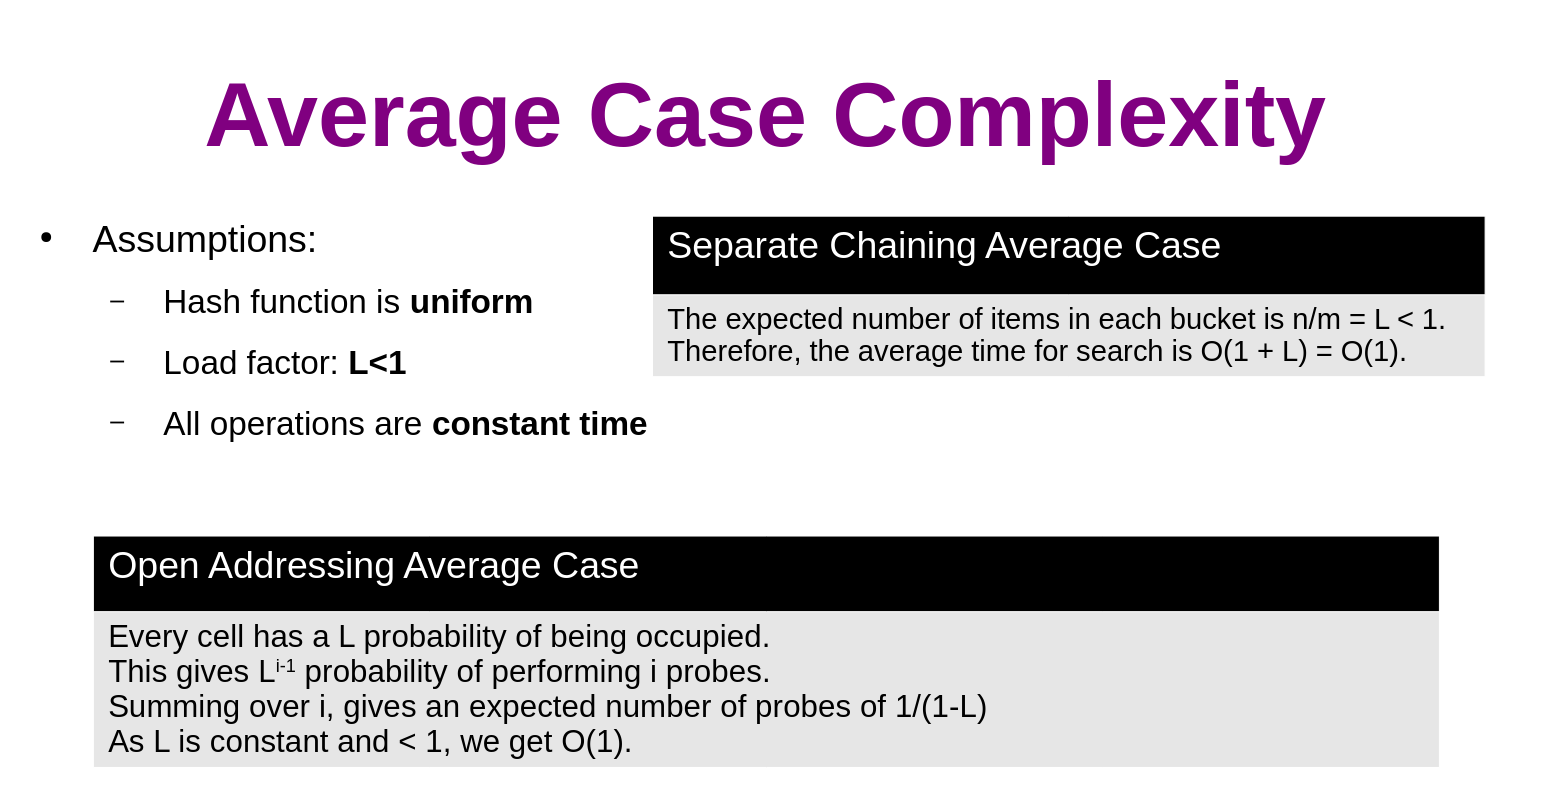 Average Case Complexity
• Assumptions:
– Hash function is uniform
– Load factor: L<1
– All operations are constant time
Separate Chaining Average Case
The expected number of items in each bucket is n/m = L < 1.
Therefore, the average time for search is O(1 + L) = O(1).
Open Addressing Average Case
Every cell has a L probability of being occupied.
This gives Lⁱ⁻¹ probability of performing i probes.
Summing over i, gives an expected number of probes of 1/(1-L)
As L is constant and < 1, we get O(1).